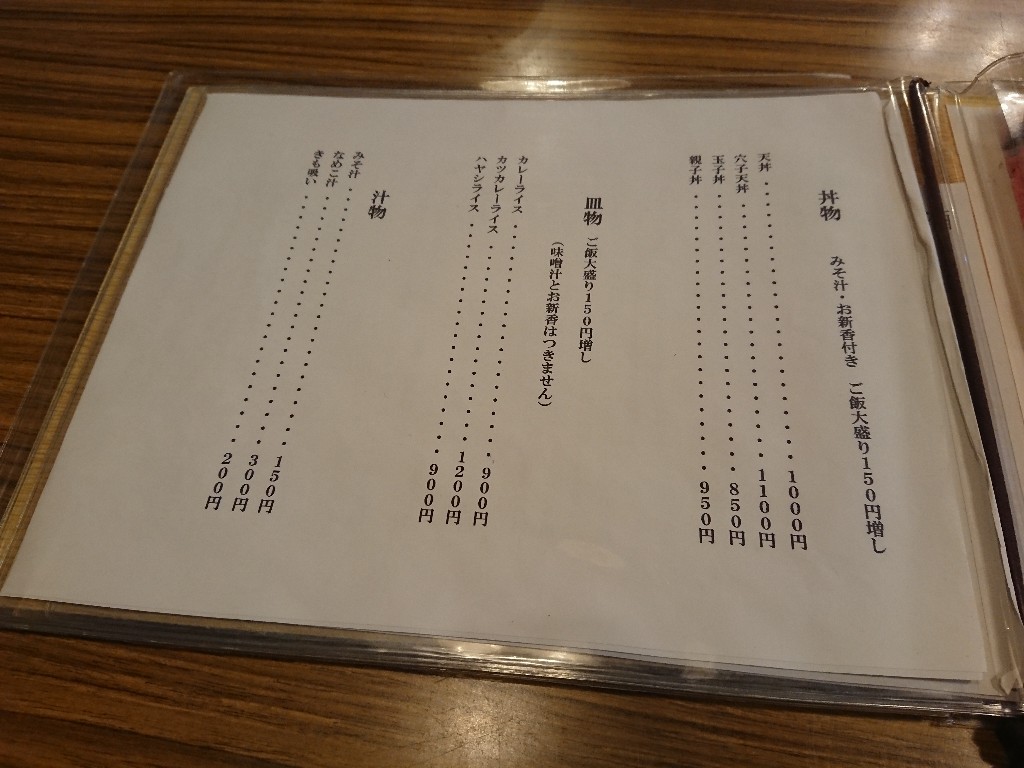 丼物　みそ汁・お新香付き　ご飯大盛り150円増し
天丼・・・・・・・・・・・・・・・・・・・・1000円
穴子天丼・・・・・・・・・・・・・・・・・・1100円
玉子丼・・・・・・・・・・・・・・・・・・・850円
親子丼・・・・・・・・・・・・・・・・・・・950円
皿物　ご飯大盛り150円増し
（味噌汁とお新香はつきません）
カレーライス・・・・・・・・・・・・・・・・900円
カツカレーライス・・・・・・・・・・・・・・1200円
ハヤシライス・・・・・・・・・・・・・・・・900円
汁物
みそ汁・・・・・・・・・・・・・・・・・・・150円
なめこ汁・・・・・・・・・・・・・・・・・・300円
きも吸い・・・・・・・・・・・・・・・・・・200円